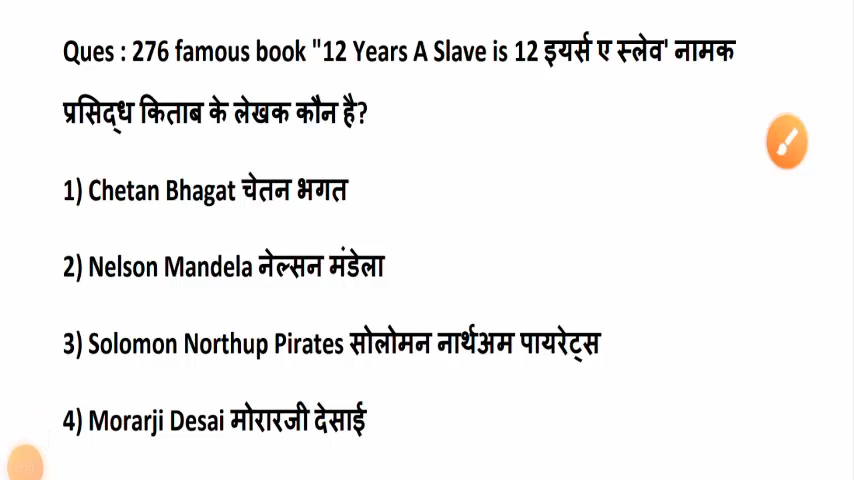 Ques : 276 famous book "12 Years A Slave is 12 इयर्स ए स्लेव' नामक
प्रसिद्ध किताब के लेखक कौन है?
1) Chetan Bhagat चेतन भगत
2) Nelson Mandela नेल्सन मंडेला
3) Solomon Northup Pirates सोलोमन नार्थअम पायरेट्स
4) Morarji Desai मोरारजी देसाई